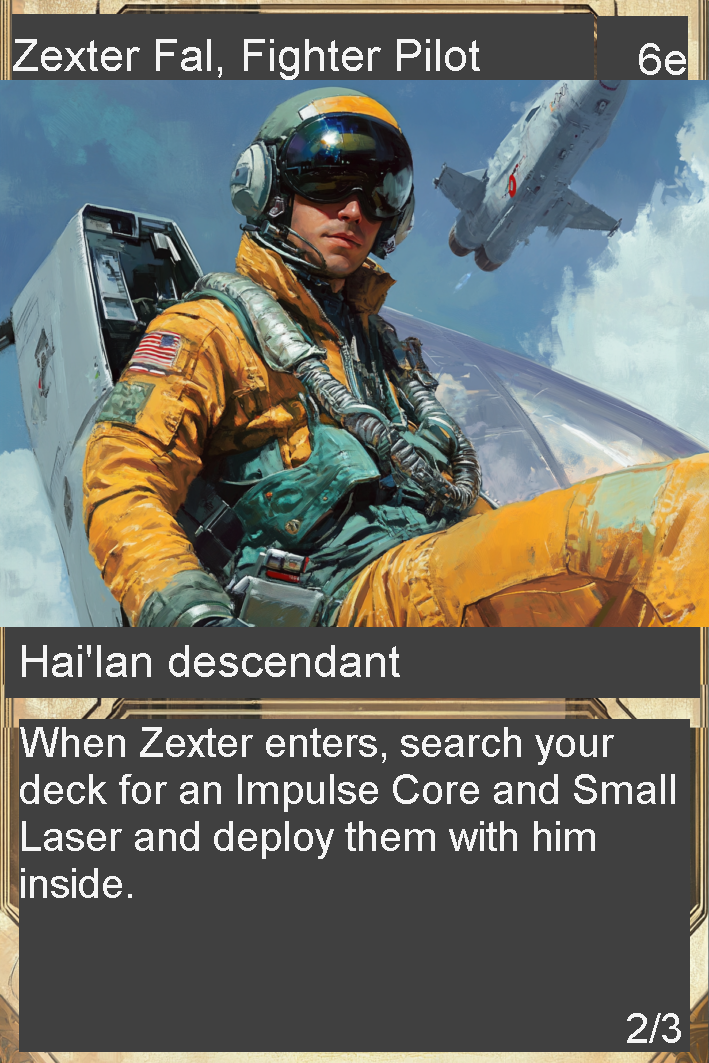 Zexter Fal, Fighter Pilot
6e
Hai'lan descendant
When Zexter enters, search your
deck for an Impulse Core and Small
Laser and deploy them with him
inside.
2/3